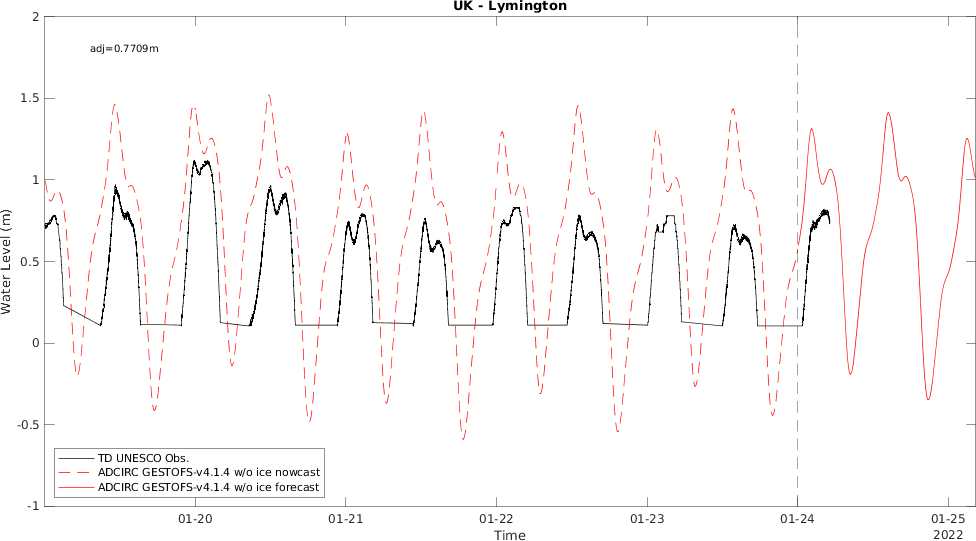 UK - Lymington
adj=0.7709m
Water Level (m)
2
1.5
1
0.5
0
-0.5
-1
TD UNESCO Obs.
ADCIRC GESTOFS-v4.1.4 w/o ice nowcast
ADCIRC GESTOFS-v4.1.4 w/o ice forecast
01-20 01-21 01-22 01-23 01-24 01-25
Time
2022